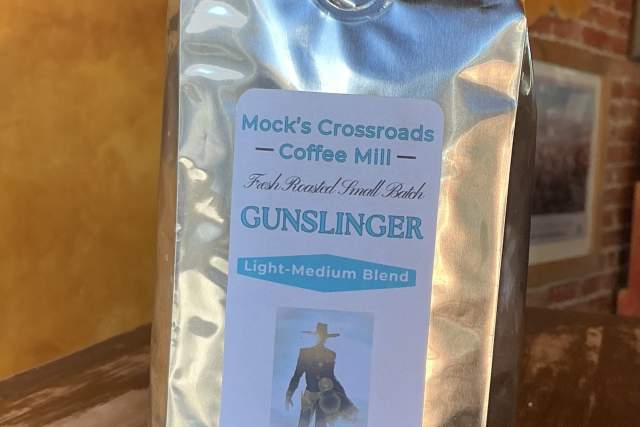 Mock's Crossroads
Coffee Mill
Fresh Roasted Small Batch
GUNSLINGER
Light-Medium Blend